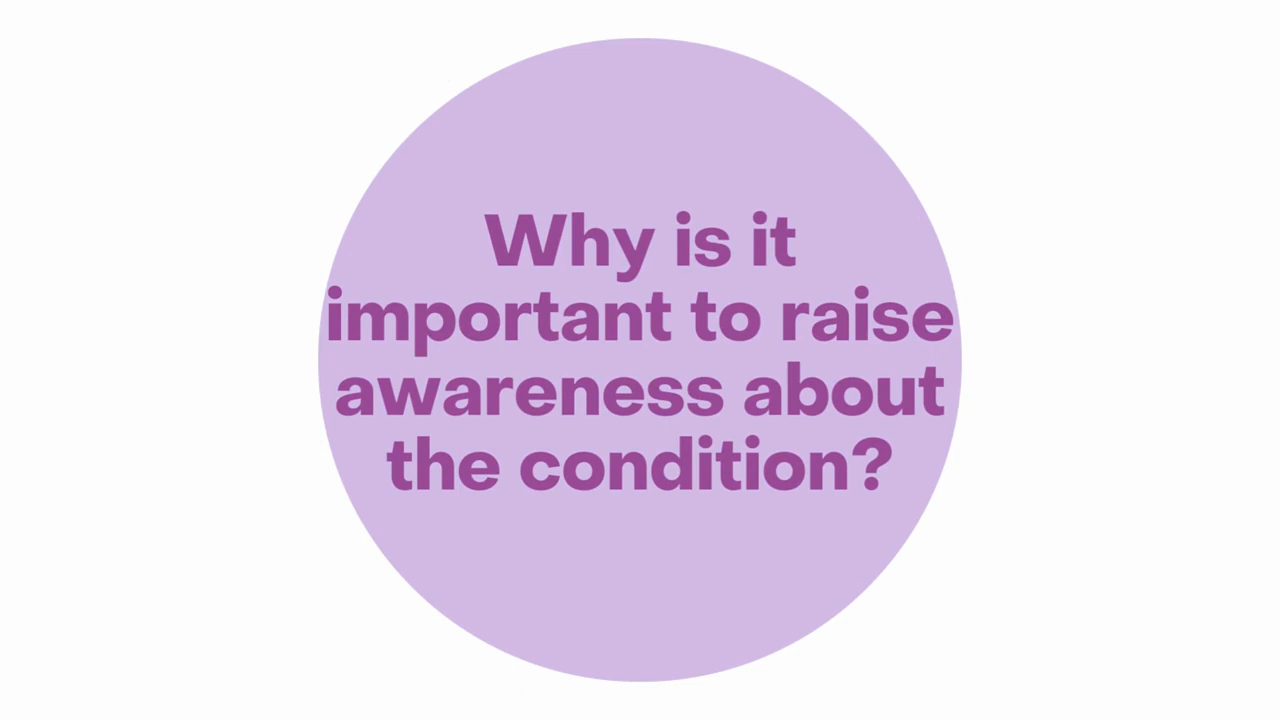 Why is it
important to raise
awareness about
the condition?